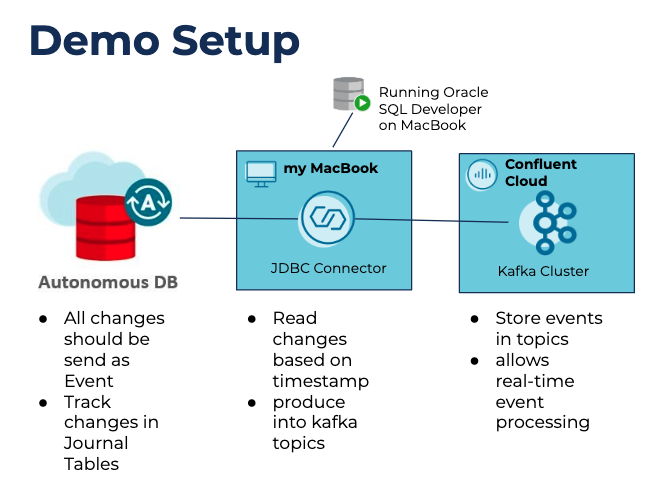 Demo Setup
Running Oracle
SQL Developer
on MacBook
my MacBook
JDBC Connector
Confluent
Cloud
Kafka Cluster
A
Autonomous DB
● All changes
should be
send as
Event
● Track
changes in
Journal
Tables
● Read
changes
based on
timestamp
● produce
into kafka
topics
● Store events
in topics
● allows
real-time
event
processing